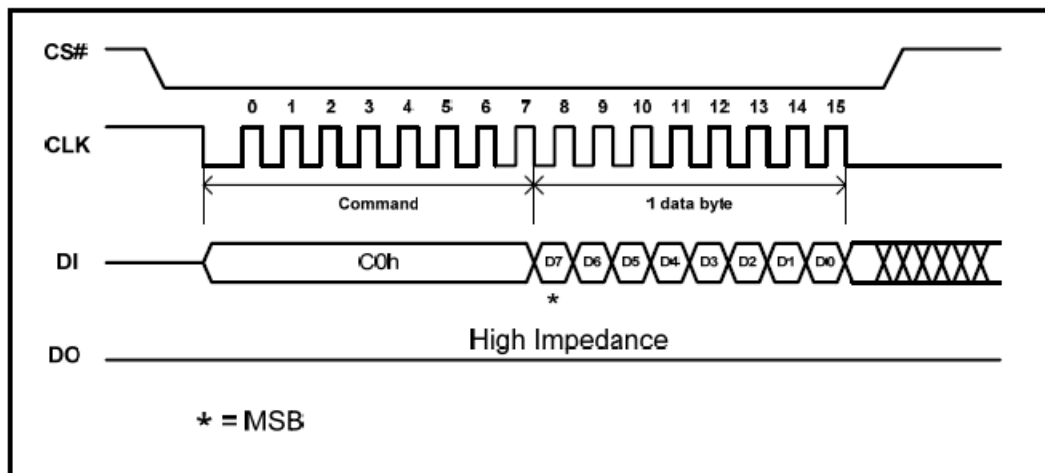 CS#
0 1 2 3 4 5 6 7 8 9 10 11 12 13 14 15
CLK
Command 1 data byte
DI C0h D7 D6 D5 D4 D3 D2 D1 D0
*
High Impedance
DO
* = MSB